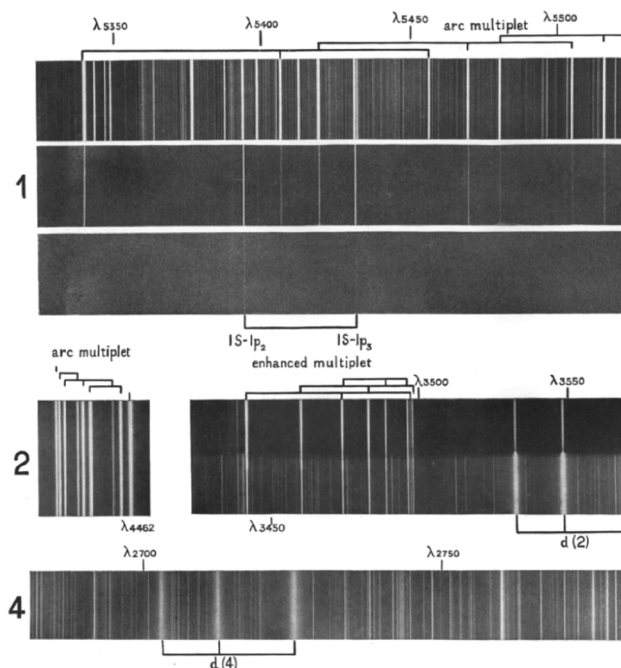 λ5350 λ5400 λ5450 λ5500
arc multiplet
1
1S-1p₂ 1S-1p₃
arc multiplet
enhanced multiplet
λ3500 λ3550
2
λ4462 λ3450
d (2)
λ2700 λ2750
4
d (4)